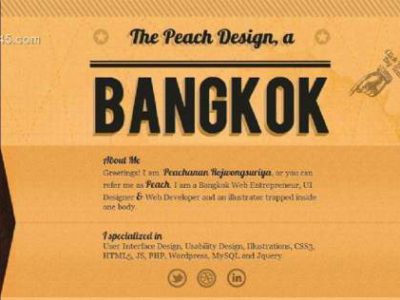 45.com
The Peach Design, a
BANGKOK
About Me
Greetings! I am Peachanan Rojwongsuriya, or you can
refer me as Peach. I am a Bangkok Web Entrepreneur, UI
Designer & Web Developer and an illustrator trapped inside
one body.
I specialized in
User Interface Design, Usability Design, Illustrations, CSS3,
HTML5, JS, PHP, Wordpress, MySQL and Jquery